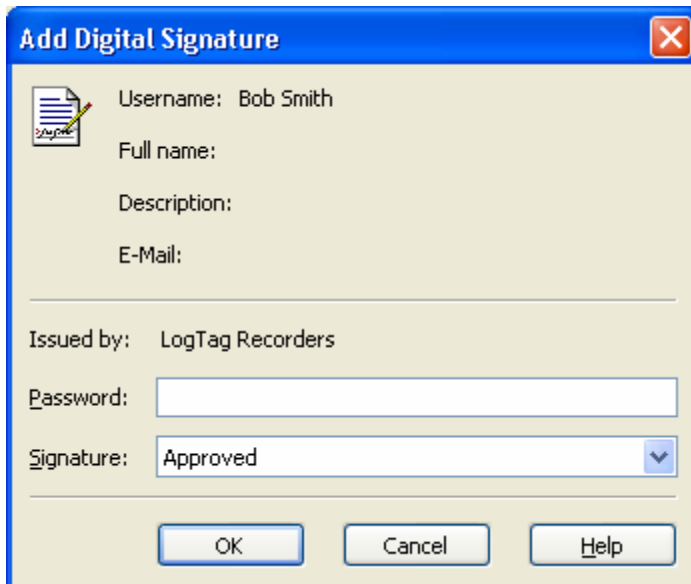 Add Digital Signature
Username: Bob Smith
Full name:
Description:
E-Mail:
Issued by: LogTag Recorders
Password:
Signature: Approved
OK Cancel Help